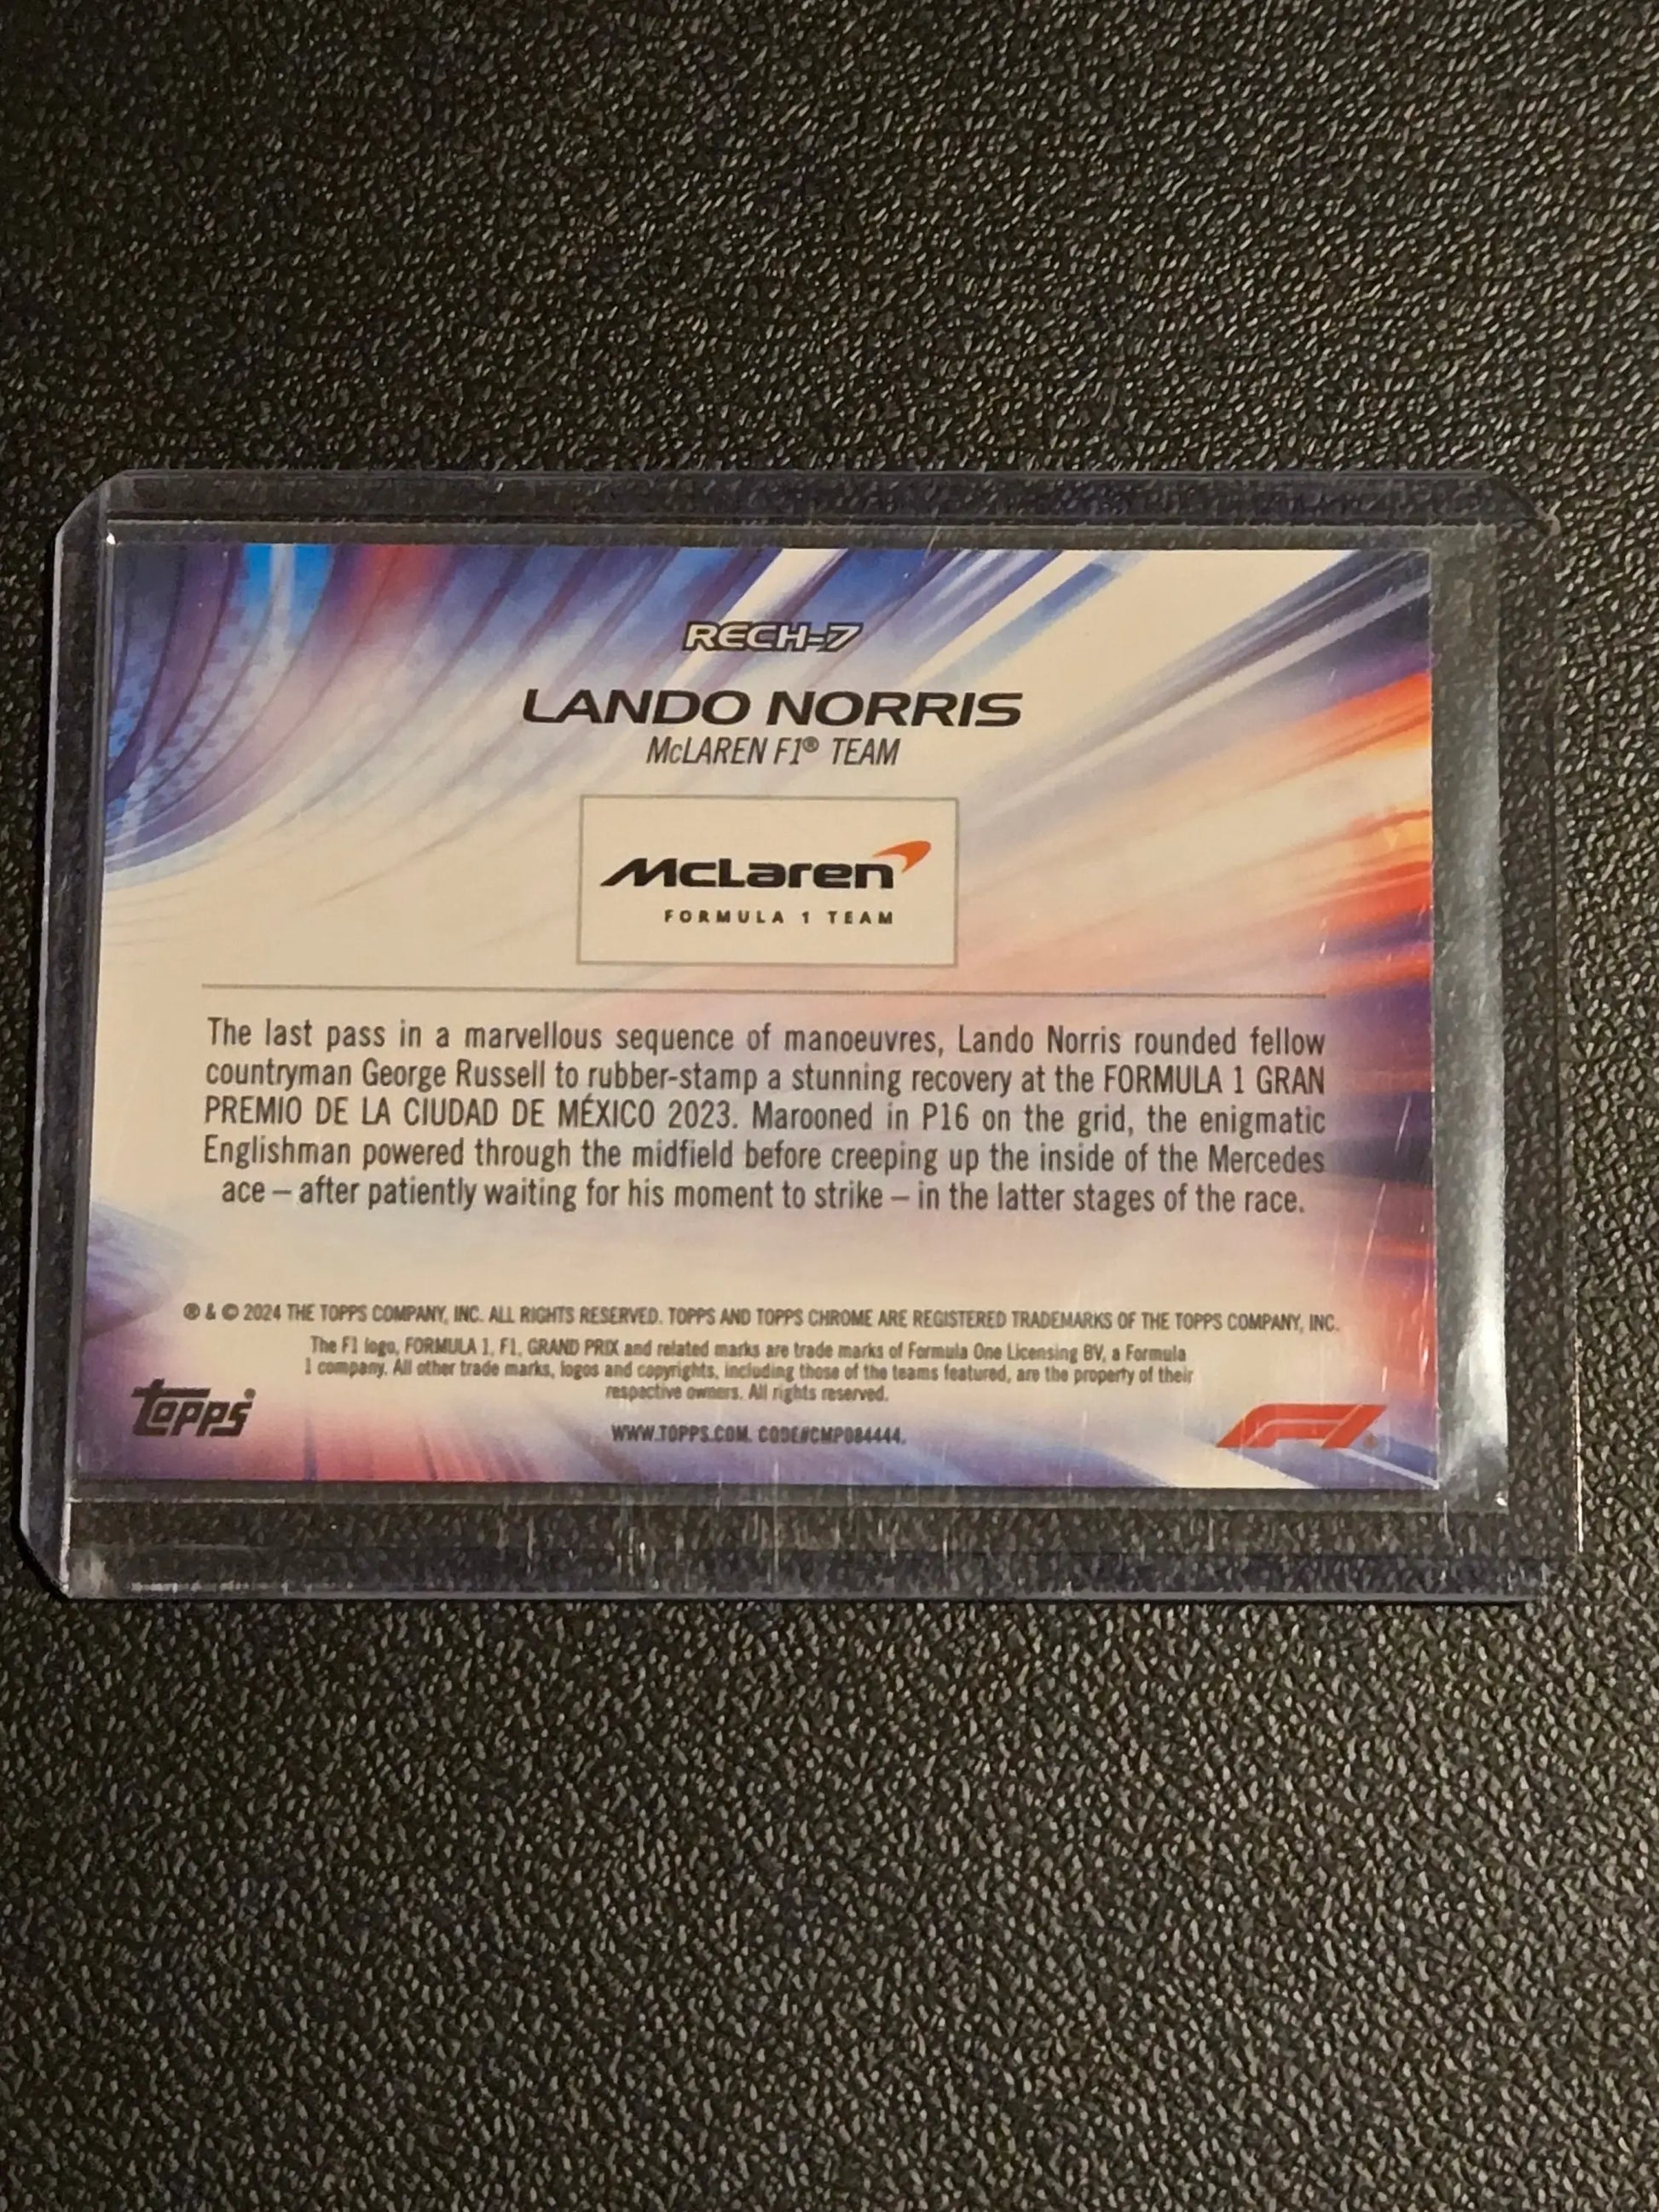 RECH-7
LANDO NORRIS
McLAREN F1® TEAM
McLaren
FORMULA 1 TEAM
The last pass in a marvellous sequence of manoeuvres, Lando Norris rounded fellow
countryman George Russell to rubber-stamp a stunning recovery at the FORMULA 1 GRAN
PREMIO DE LA CIUDAD DE MÉXICO 2023. Marooned in P16 on the grid, the enigmatic
Englishman powered through the midfield before creeping up the inside of the Mercedes
ace – after patiently waiting for his moment to strike – in the latter stages of the race.
® & © 2024 THE TOPPS COMPANY, INC. ALL RIGHTS RESERVED. TOPPS AND TOPPS CHROME ARE REGISTERED TRADEMARKS OF THE TOPPS COMPANY, INC.
The F1 logo, FORMULA 1, F1, GRAND PRIX and related marks are trade marks of Formula One Licensing BV, a Formula
1 company. All other trade marks, logos and copyrights, including those of the teams featured, are the property of their
respective owners. All rights reserved.
topps
WWW.TOPPS.COM. CODE#CMP084444.
F1